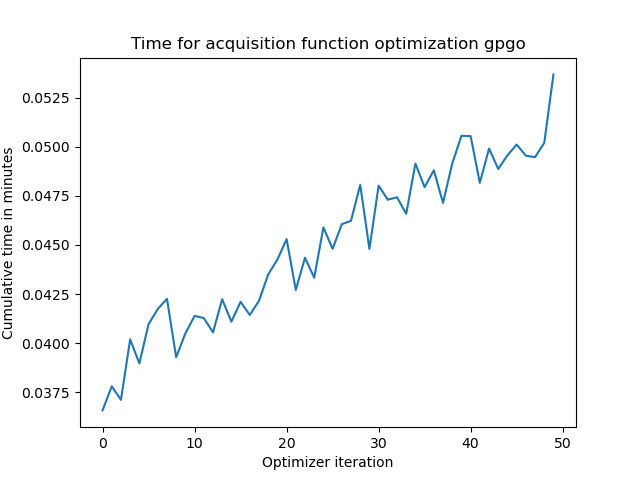 Time for acquisition function optimization gpgo
0.0525
0.0500
0.0475
0.0450
0.0425
0.0400
0.0375
Cumulative time in minutes
0 10 20 30 40 50
Optimizer iteration